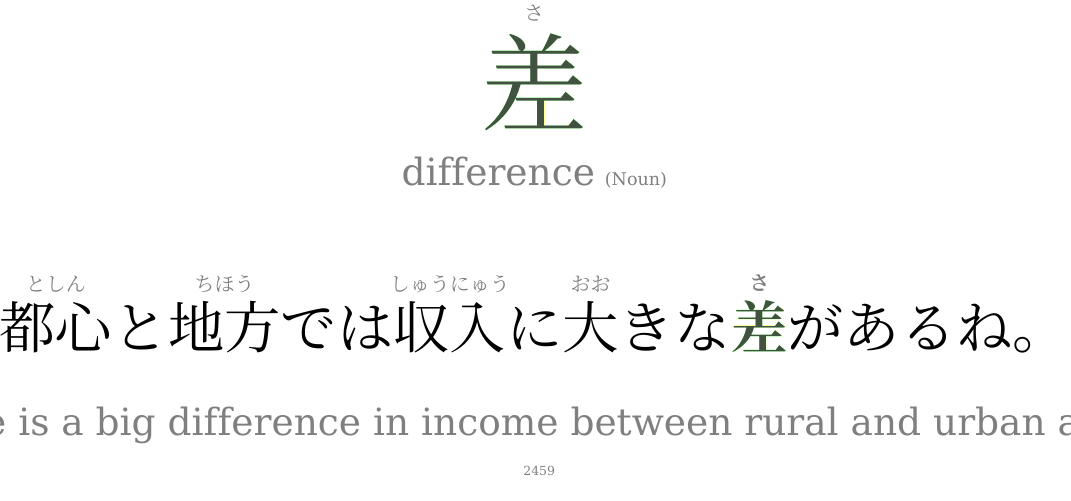 さ
差
difference (Noun)
としん ちほう しゅうにゅう おお さ
都心と地方では収入に大きな差があるね。
is a big difference in income between rural and urban
2459